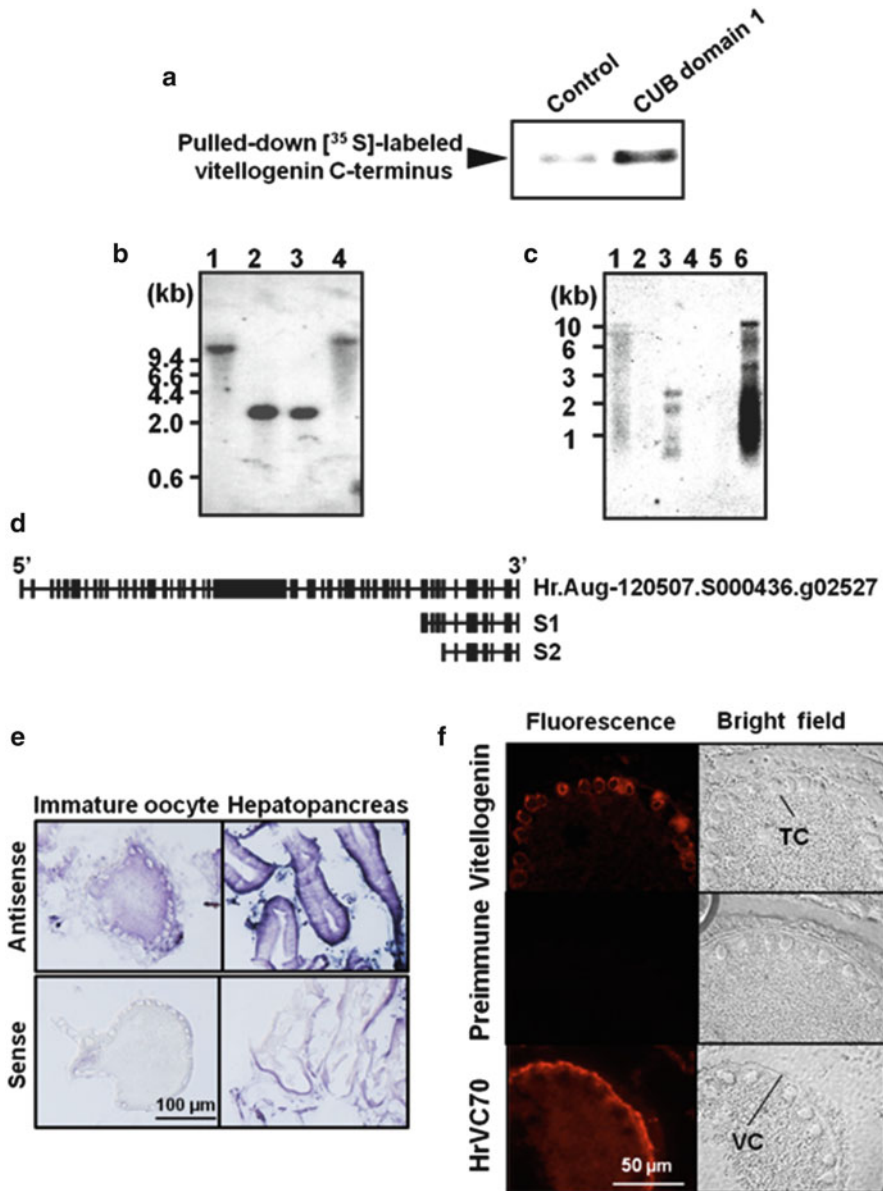 a
Control
CUB domain 1
Pulled-down [³⁵ S]-labeled
vitellogenin C-terminus
b
1 2 3 4
(kb)
9.4
6.6
4.4
2.0
0.6
c
1 2 3 4 5 6
(kb)
10
6
3
2
1
d
5’ 3’
Hr.Aug-120507.S000436.g02527
S1
S2
e
Immature oocyte Hepatopancreas
Antisense
Sense
100 µm
f
Fluorescence Bright field
Vitellogenin
TC
Preimmune
HrVC70
VC
50 µm